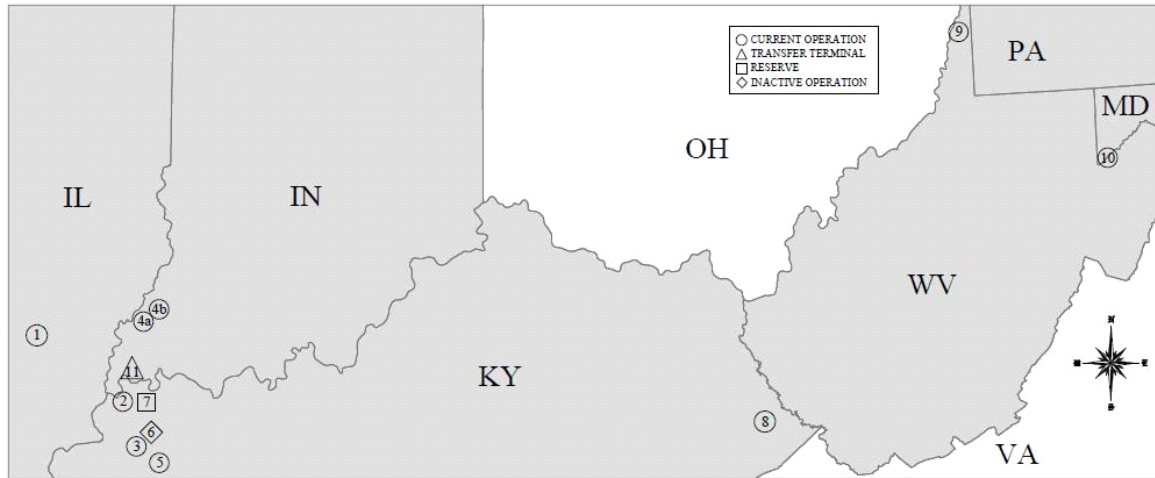 CURRENT OPERATION
TRANSFER TERMINAL
RESERVE
INACTIVE OPERATION
9
PA
MD
OH
10
IL
IN
WV
4b
4a
1
N
E
S
11
KY
2
7
8
6
3
5
VA